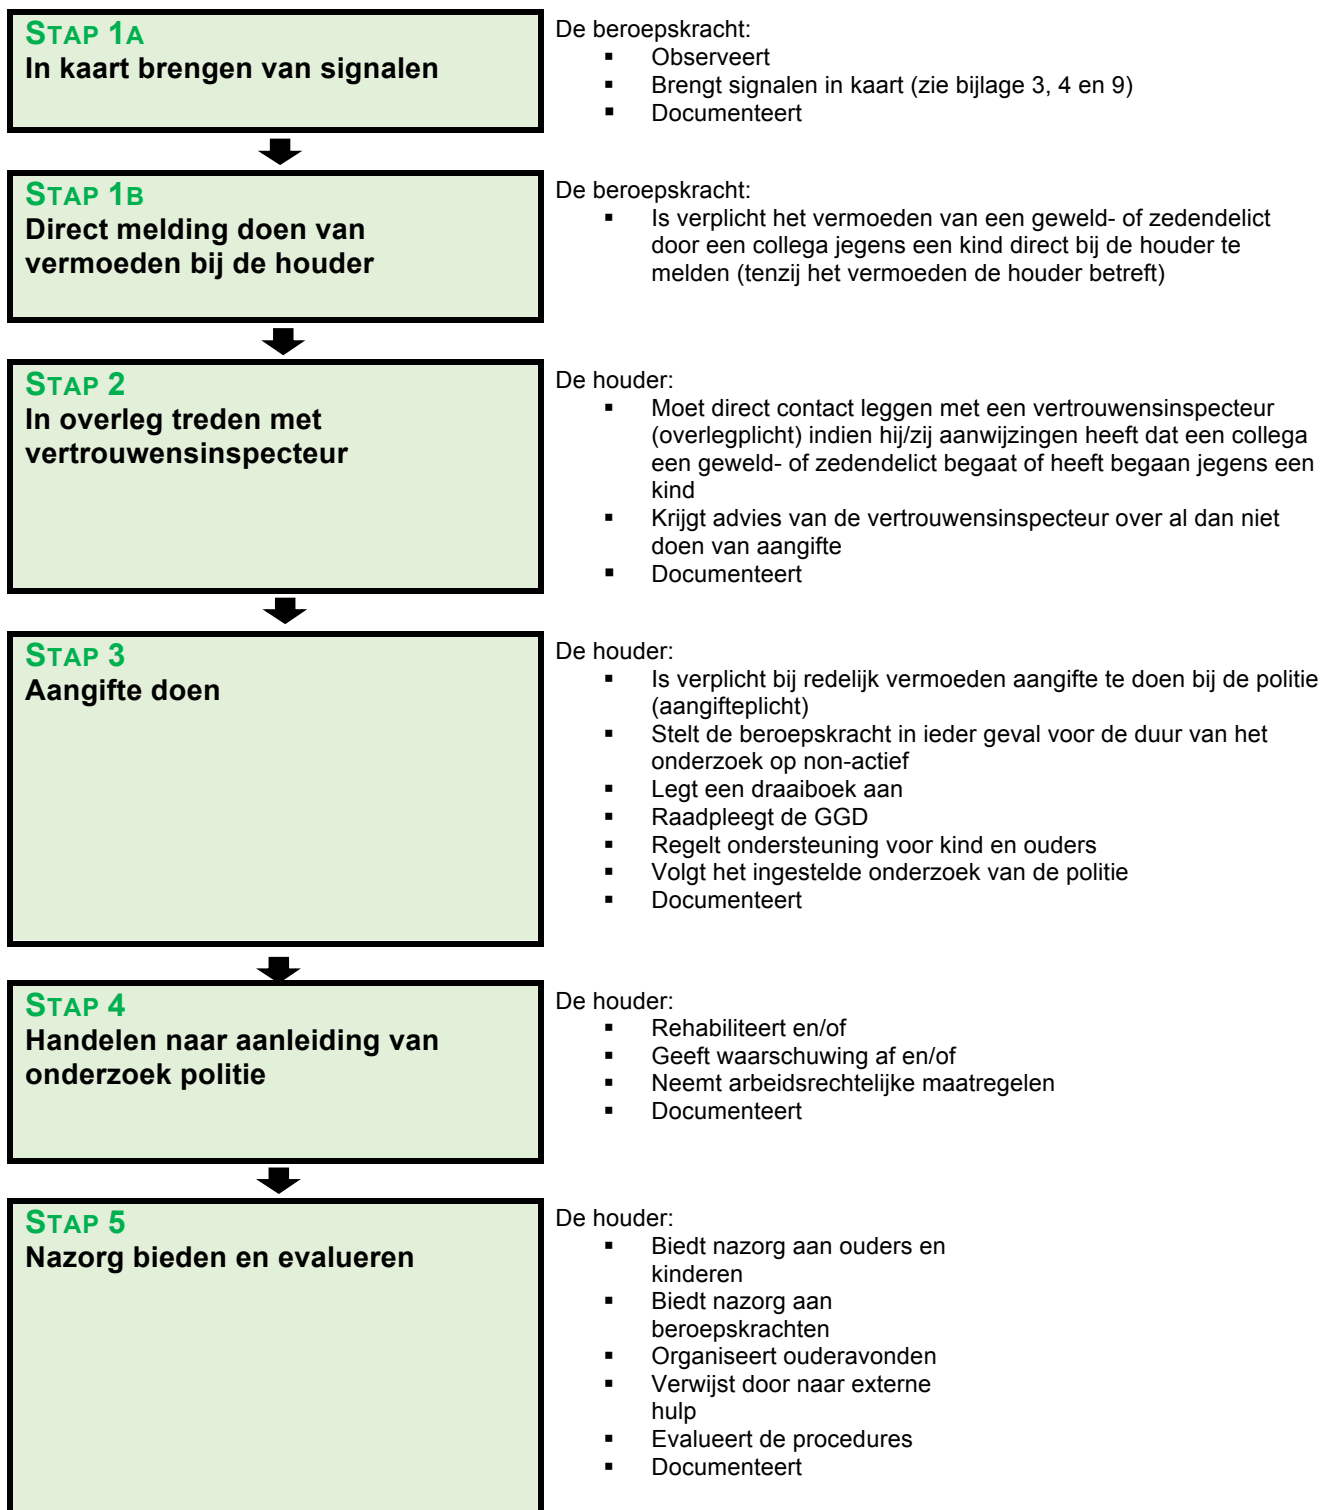 STAP 1A
In kaart brengen van signalen
De beroepskracht:
▪ Observeert
▪ Brengt signalen in kaart (zie bijlage 3, 4 en 9)
▪ Documenteert
STAP 1B
Direct melding doen van
vermoeden bij de houder
De beroepskracht:
▪ Is verplicht het vermoeden van een geweld- of zedendelict
door een collega jegens een kind direct bij de houder te
melden (tenzij het vermoeden de houder betreft)
STAP 2
In overleg treden met
vertrouwensinspecteur
De houder:
▪ Moet direct contact leggen met een vertrouwensinspecteur
(overlegplicht) indien hij/zij aanwijzingen heeft dat een collega
een geweld- of zedendelict begaat of heeft begaan jegens een
kind
▪ Krijgt advies van de vertrouwensinspecteur over al dan niet
doen van aangifte
▪ Documenteert
STAP 3
Aangifte doen
De houder:
▪ Is verplicht bij redelijk vermoeden aangifte te doen bij de politie
(aangifteplicht)
▪ Stelt de beroepskracht in ieder geval voor de duur van het
onderzoek op non-actief
▪ Legt een draaiboek aan
▪ Raadpleegt de GGD
▪ Regelt ondersteuning voor kind en ouders
▪ Volgt het ingestelde onderzoek van de politie
▪ Documenteert
STAP 4
Handelen naar aanleiding van
onderzoek politie
De houder:
▪ Rehabiliteert en/of
▪ Geeft waarschuwing af en/of
▪ Neemt arbeidsrechtelijke maatregelen
▪ Documenteert
STAP 5
Nazorg bieden en evalueren
De houder:
▪ Biedt nazorg aan ouders en
kinderen
▪ Biedt nazorg aan
beroepskrachten
▪ Organiseert ouderavonden
▪ Verwijst door naar externe
hulp
▪ Evalueert de procedures
▪ Documenteert